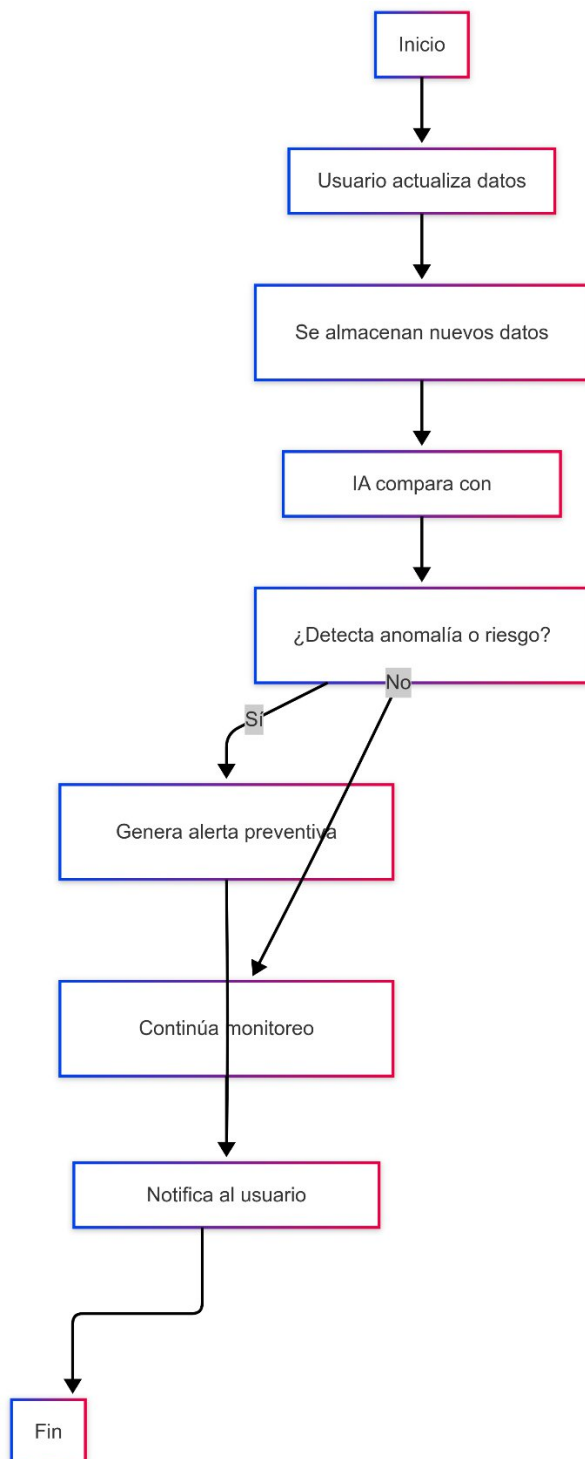 Inicio
Usuario actualiza datos
Se almacenan nuevos datos
IA compara con
¿Detecta anomalía o riesgo?
No
Sí
Genera alerta preventiva
Continúa monitoreo
Notifica al usuario
Fin